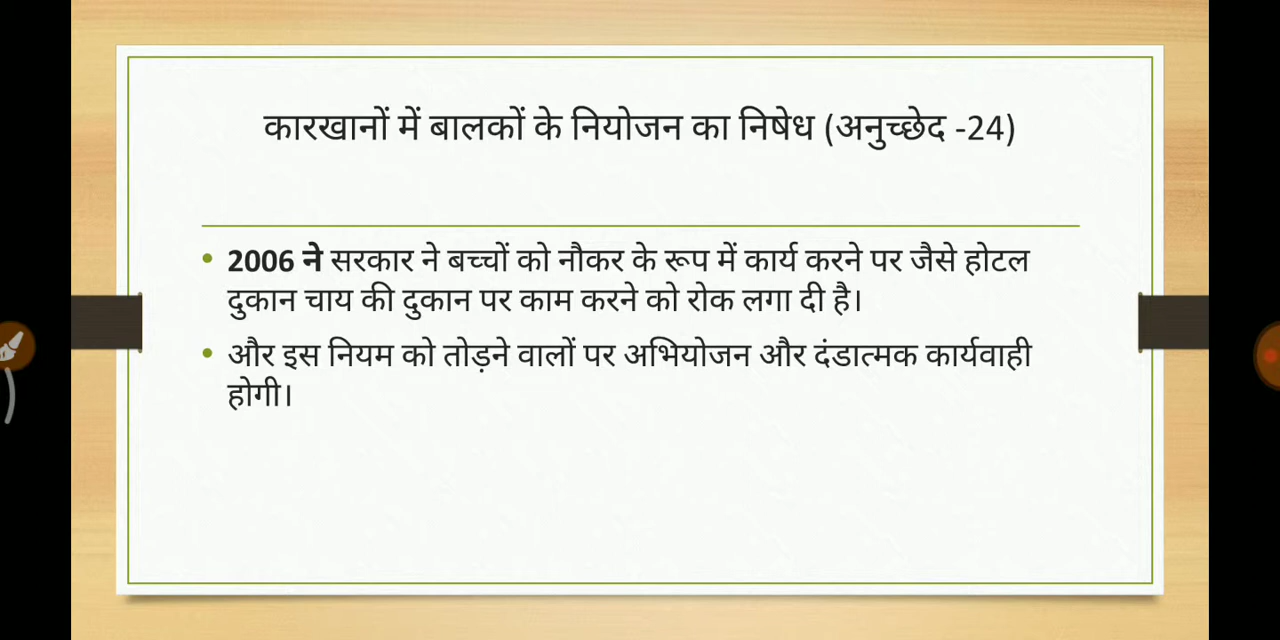 कारखानों में बालकों के नियोजन का निषेध (अनुच्छेद -24)
• 2006 ने सरकार ने बच्चों को नौकर के रूप में कार्य करने पर जैसे होटल
दुकान चाय की दुकान पर काम करने को रोक लगा दी है।
• और इस नियम को तोड़ने वालों पर अभियोजन और दंडात्मक कार्यवाही
होगी।